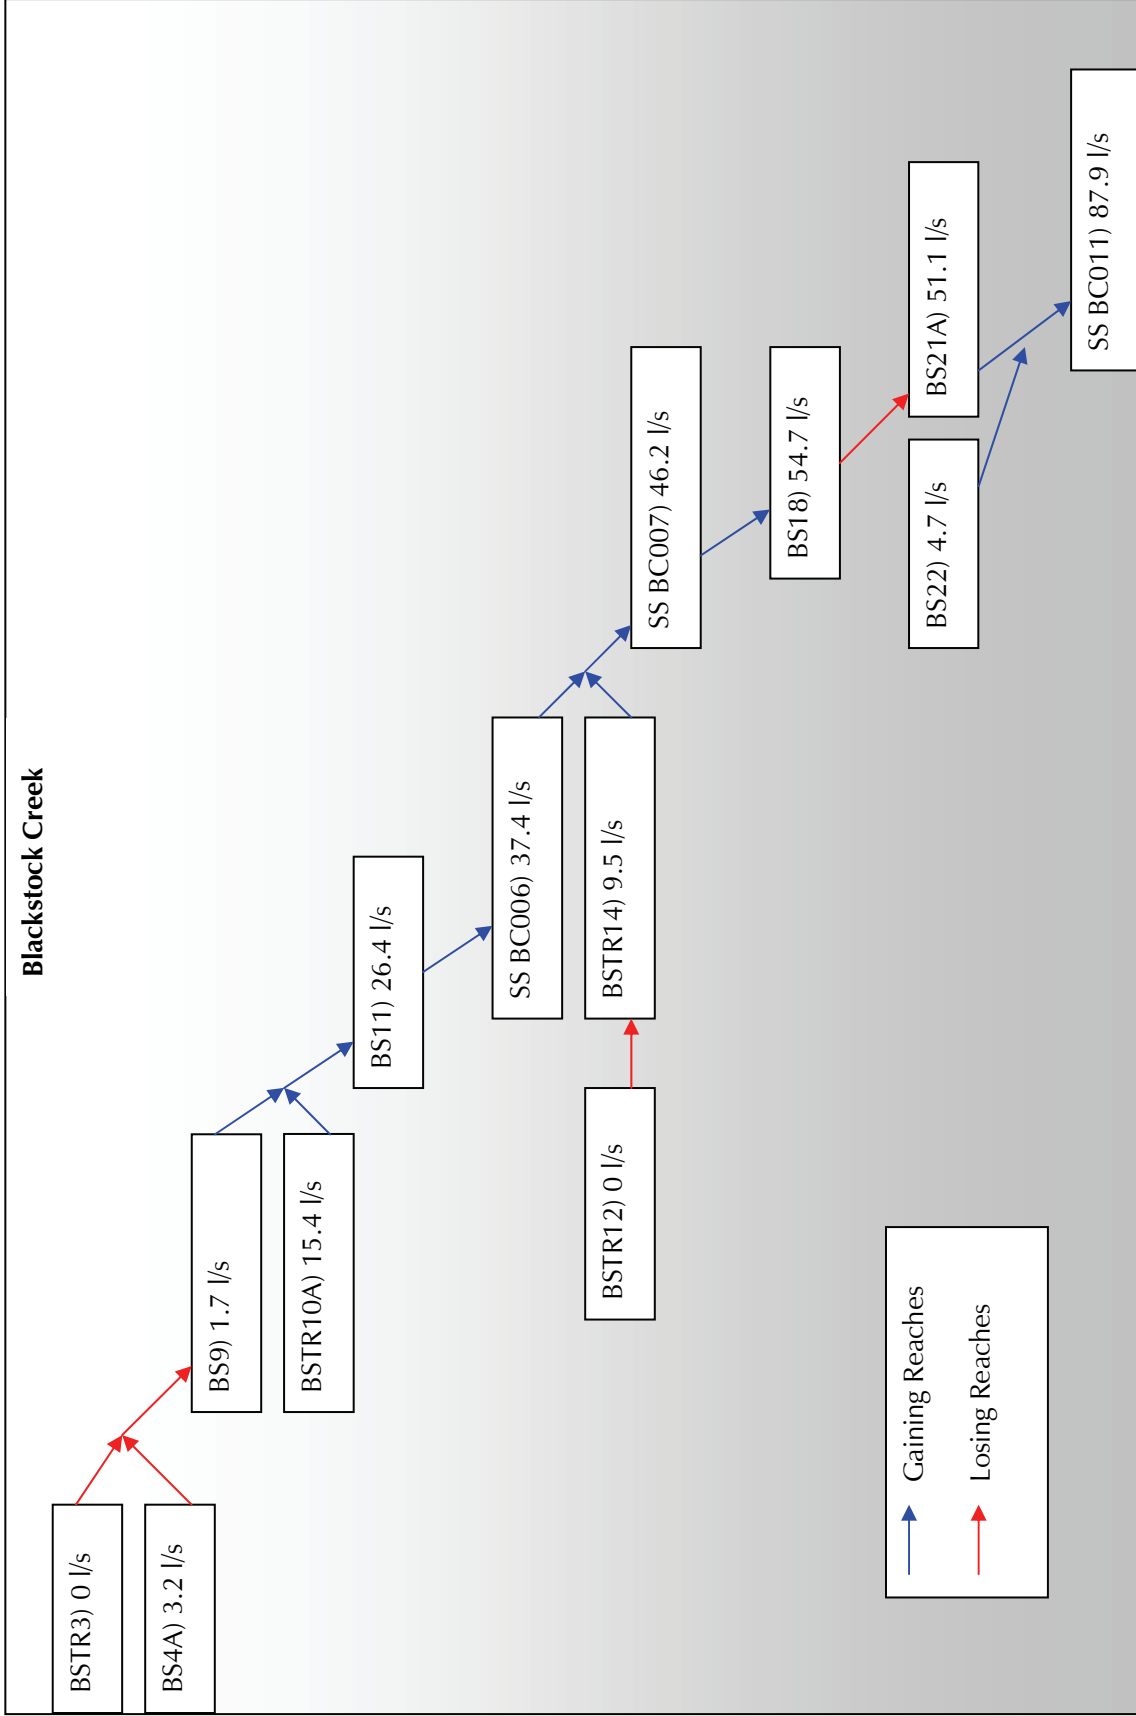 Blackstock Creek
BSTR3) 0 l/s
BS4A) 3.2 l/s
BS9) 1.7 l/s
BSTR10A) 15.4 l/s
BS11) 26.4 l/s
SS BC006) 37.4 l/s
BSTR12) 0 l/s
BSTR14) 9.5 l/s
SS BC007) 46.2 l/s
BS18) 54.7 l/s
BS22) 4.7 l/s
BS21A) 51.1 l/s
SS BC011) 87.9 l/s
Gaining Reaches
Losing Reaches